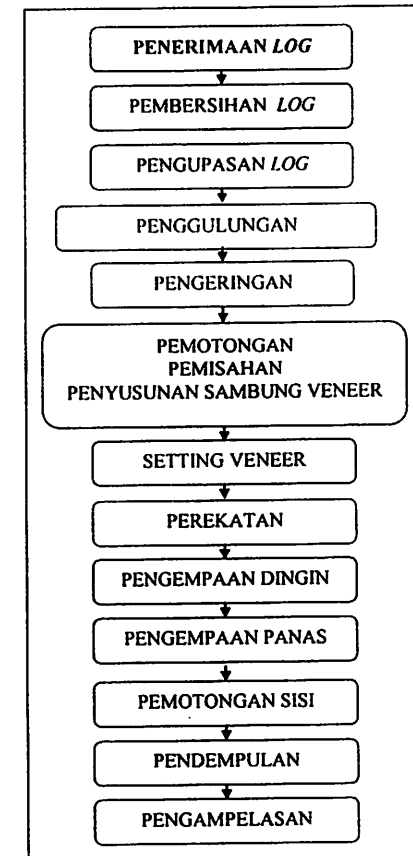 PENERIMAAN LOG
PEMBERSIHAN LOG
PENGUPASAN LOG
PENGGULUNGAN
PENGERINGAN
PEMOTONGAN
PEMISAHAN
PENYUSUNAN SAMBUNG VENEER
SETTING VENEER
PEREKATAN
PENGEMPAAN DINGIN
PENGEMPAAN PANAS
PEMOTONGAN SISI
PENDEMPULAN
PENGAMPELASAN